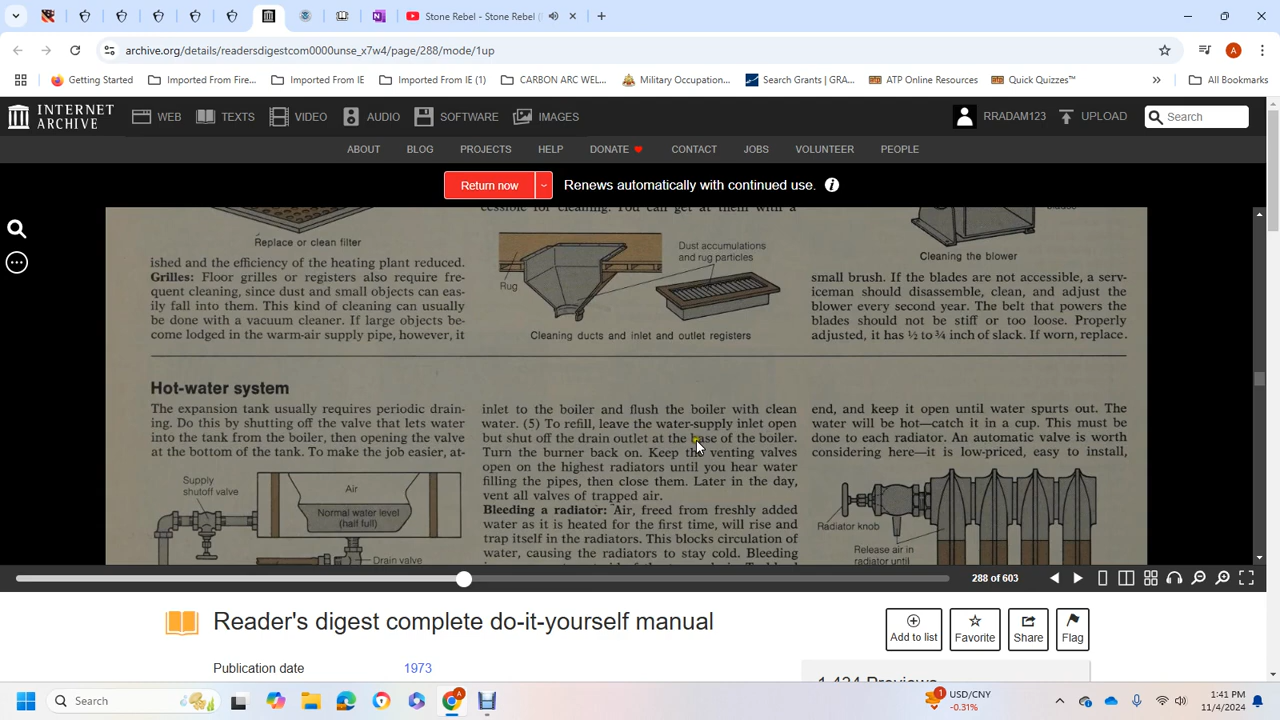 Stone Rebel - Stone Rebel (
archive.org/details/readersdigestcom0000unse_x7w4/page/288/mode/1up
A
Getting Started
Imported From Fire...
Imported From IE
Imported From IE (1)
CARBON ARC WEL...
Military Occupation...
Search Grants | GRA...
ATP Online Resources
Quick Quizzes™
»
All Bookmarks
INTERNET ARCHIVE
WEB
TEXTS
VIDEO
AUDIO
SOFTWARE
IMAGES
RRADAM123
UPLOAD
Search
ABOUT
BLOG
PROJECTS
HELP
DONATE
CONTACT
JOBS
VOLUNTEER
PEOPLE
Return now
Renews automatically with continued use.
Replace or clean filter
ished and the efficiency of the heating plant reduced.
Grilles: Floor grilles or registers also require fre-
quent cleaning, since dust and small objects can eas-
ily fall into them. This kind of cleaning can usually
be done with a vacuum cleaner. If large objects be-
come lodged in the warm-air supply pipe, however, it
cessible for cleaning. You can get at them with a
Dust accumulations
and rug particles
Rug
Cleaning ducts and inlet and outlet registers
Cleaning the blower
small brush. If the blades are not accessible, a serv-
iceman should disassemble, clean, and adjust the
blower every second year. The belt that powers the
blades should not be stiff or too loose. Properly
adjusted, it has ½ to ¾ inch of slack. If worn, replace.
Hot-water system
The expansion tank usually requires periodic drain-
ing. Do this by shutting off the valve that lets water
into the tank from the boiler, then opening the valve
at the bottom of the tank. To make the job easier, at-
Supply
shutoff valve
Air
Normal water level
(half full)
Drain valve
inlet to the boiler and flush the boiler with clean
water. (5) To refill, leave the water-supply inlet open
but shut off the drain outlet at the base of the boiler.
Turn the burner back on. Keep the venting valves
open on the highest radiators until you hear water
filling the pipes, then close them. Later in the day,
vent all valves of trapped air.
Bleeding a radiator: Air, freed from freshly added
water as it is heated for the first time, will rise and
trap itself in the radiators. This blocks circulation of
water, causing the radiators to stay cold. Bleeding
end, and keep it open until water spurts out. The
water will be hot—catch it in a cup. This must be
done to each radiator. An automatic valve is worth
considering here—it is low-priced, easy to install,
Radiator knob
Release air in
radiator until
288 of 603
Reader's digest complete do-it-yourself manual
Add to list
Favorite
Share
Flag
Publication date
1973
1,434 Previews
Search
1
USD/CNY
-0.31%
1:41 PM
11/4/2024